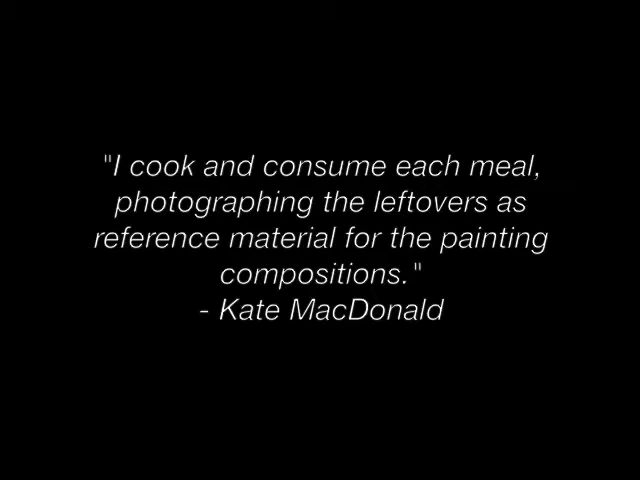 "I cook and consume each meal,
photographing the leftovers as
reference material for the painting
compositions."
- Kate MacDonald